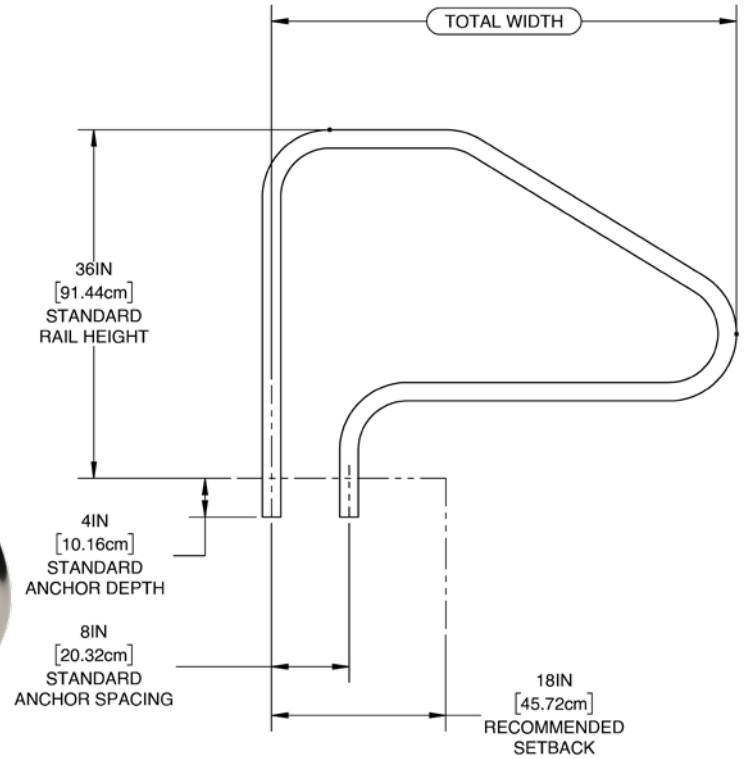 TOTAL WIDTH
36IN
[91.44cm]
STANDARD
RAIL HEIGHT
4IN
[10.16cm]
STANDARD
ANCHOR DEPTH
8IN
[20.32cm]
STANDARD
ANCHOR SPACING
18IN
[45.72cm]
RECOMMENDED
SETBACK